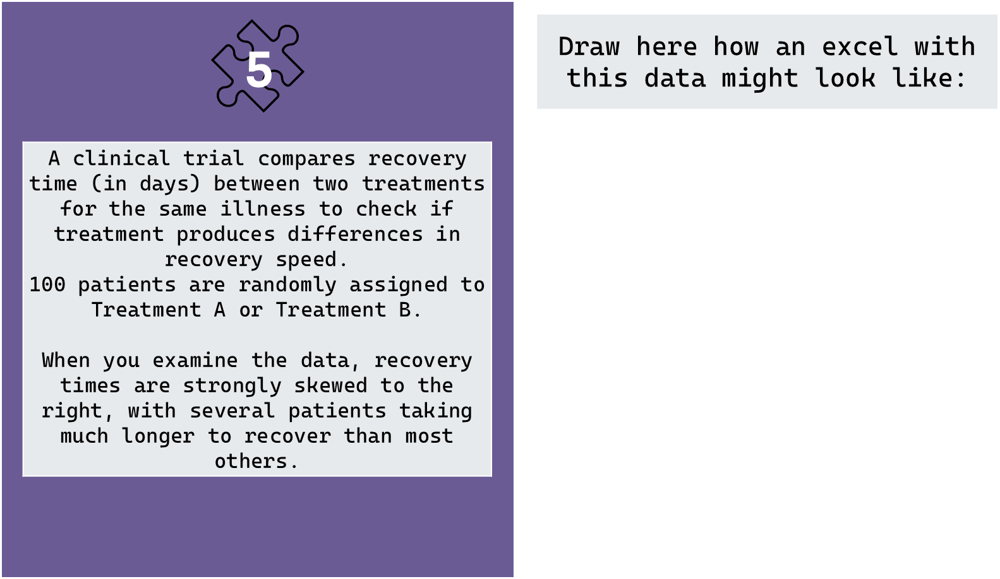 5
A clinical trial compares recovery
time (in days) between two treatments
for the same illness to check if
treatment produces differences in
recovery speed.
100 patients are randomly assigned to
Treatment A or Treatment B.
When you examine the data, recovery
times are strongly skewed to the
right, with several patients taking
much longer to recover than most
others.
Draw here how an excel with
this data might look like: